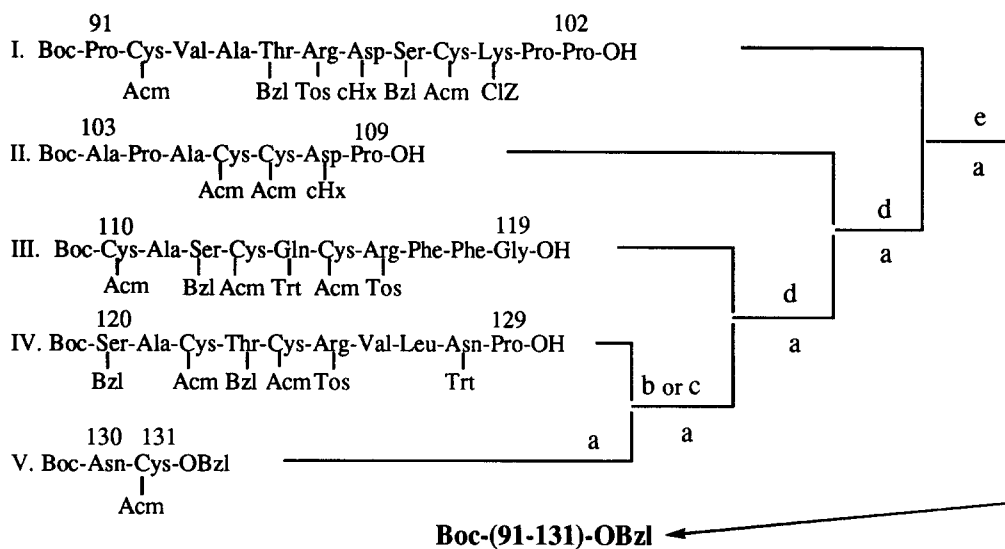 91 102
I. Boc-Pro-Cys-Val-Ala-Thr-Arg-Asp-Ser-Cys-Lys-Pro-Pro-OH
Acm Bzl Tos cHx Bzl Acm ClZ
e
a
103 109
II. Boc-Ala-Pro-Ala-Cys-Cys-Asp-Pro-OH
Acm Acm cHx
d
a
110 119
III. Boc-Cys-Ala-Ser-Cys-Gln-Cys-Arg-Phe-Phe-Gly-OH
Acm Bzl Acm Trt Acm Tos
d
a
120 129
IV. Boc-Ser-Ala-Cys-Thr-Cys-Arg-Val-Leu-Asn-Pro-OH
Bzl Acm Bzl Acm Tos Trt
b or c
a
130 131
V. Boc-Asn-Cys-OBzl
a
Acm
Boc-(91-131)-OBzl